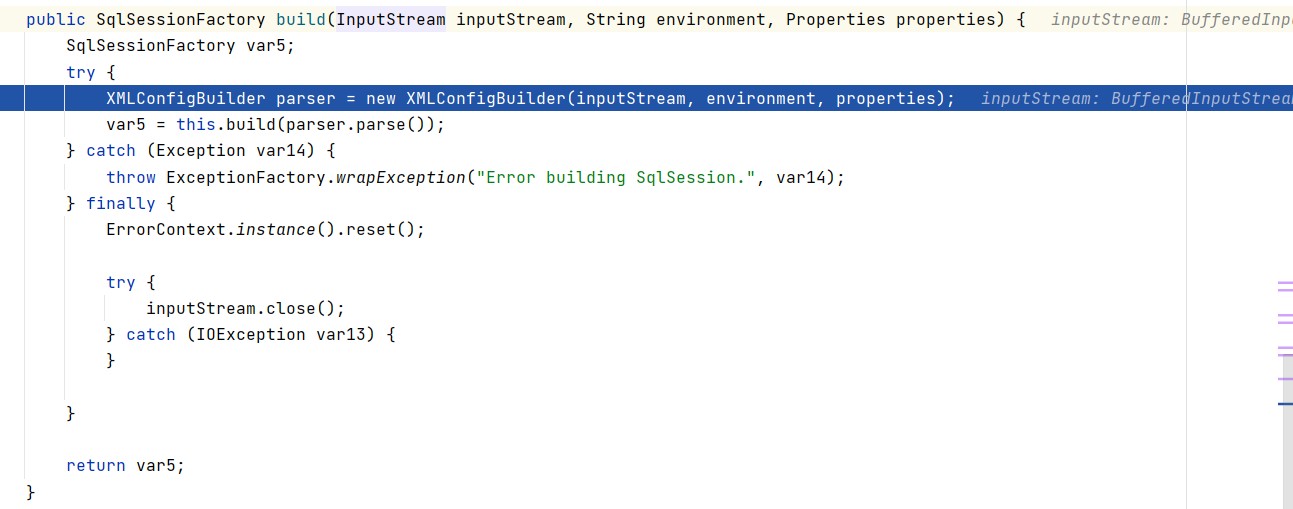 public SqlSessionFactory build(InputStream inputStream, String environment, Properties properties) {   inputStream: BufferedInp
    SqlSessionFactory var5;
    try {
        XMLConfigBuilder parser = new XMLConfigBuilder(inputStream, environment, properties);   inputStream: BufferedInputStrea
        var5 = this.build(parser.parse());
    } catch (Exception var14) {
        throw ExceptionFactory.wrapException("Error building SqlSession.", var14);
    } finally {
        ErrorContext.instance().reset();
        try {
            inputStream.close();
        } catch (IOException var13) {
        }
    }
    return var5;
}